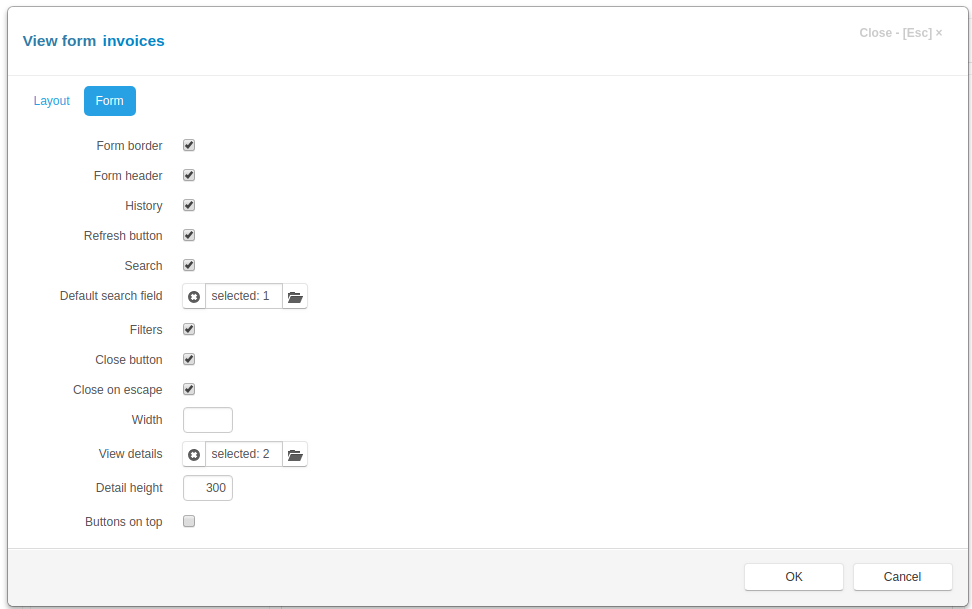 View form invoices
Close - [Esc] ×
Layout Form
Form border
Form header
History
Refresh button
Search
Default search field selected: 1
Filters
Close button
Close on escape
Width
View details selected: 2
Detail height 300
Buttons on top
OK Cancel